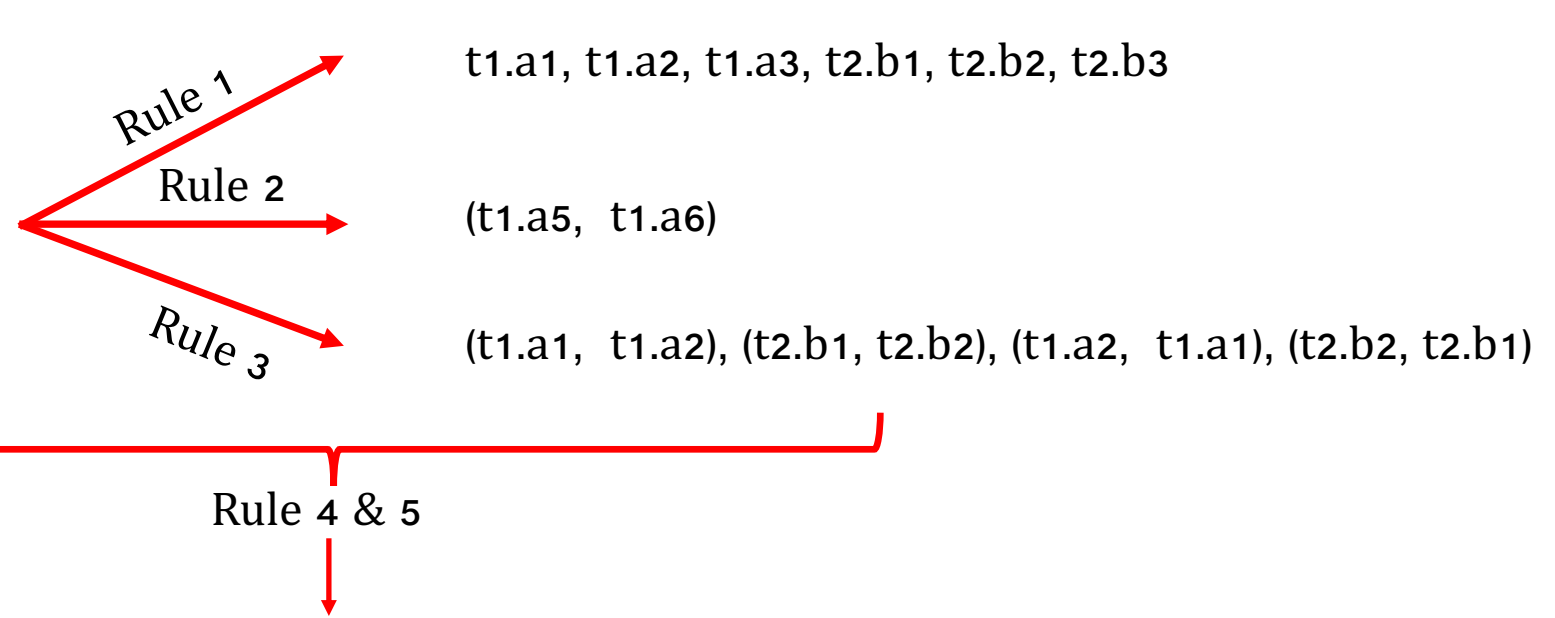 Rule 1
t1.a1, t1.a2, t1.a3, t2.b1, t2.b2, t2.b3
Rule 2
(t1.a5, t1.a6)
Rule 3
(t1.a1, t1.a2), (t2.b1, t2.b2), (t1.a2, t1.a1), (t2.b2, t2.b1)
Rule 4 & 5